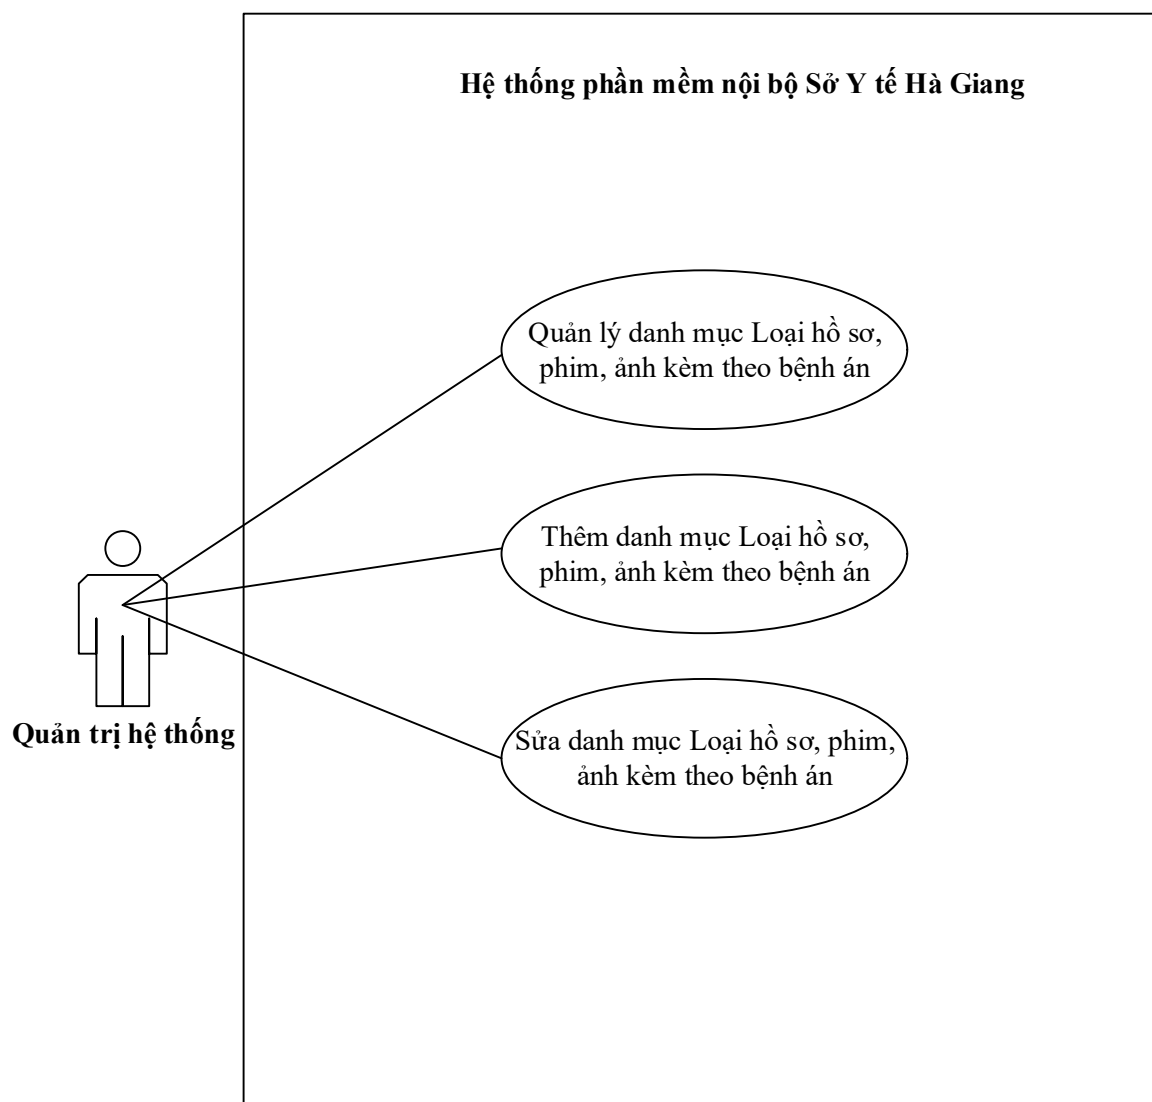 Hệ thống phần mềm nội bộ Sở Y tế Hà Giang
Quản lý danh mục Loại hồ sơ,
phim, ảnh kèm theo bệnh án
Thêm danh mục Loại hồ sơ,
phim, ảnh kèm theo bệnh án
Quản trị hệ thống
Sửa danh mục Loại hồ sơ, phim,
ảnh kèm theo bệnh án